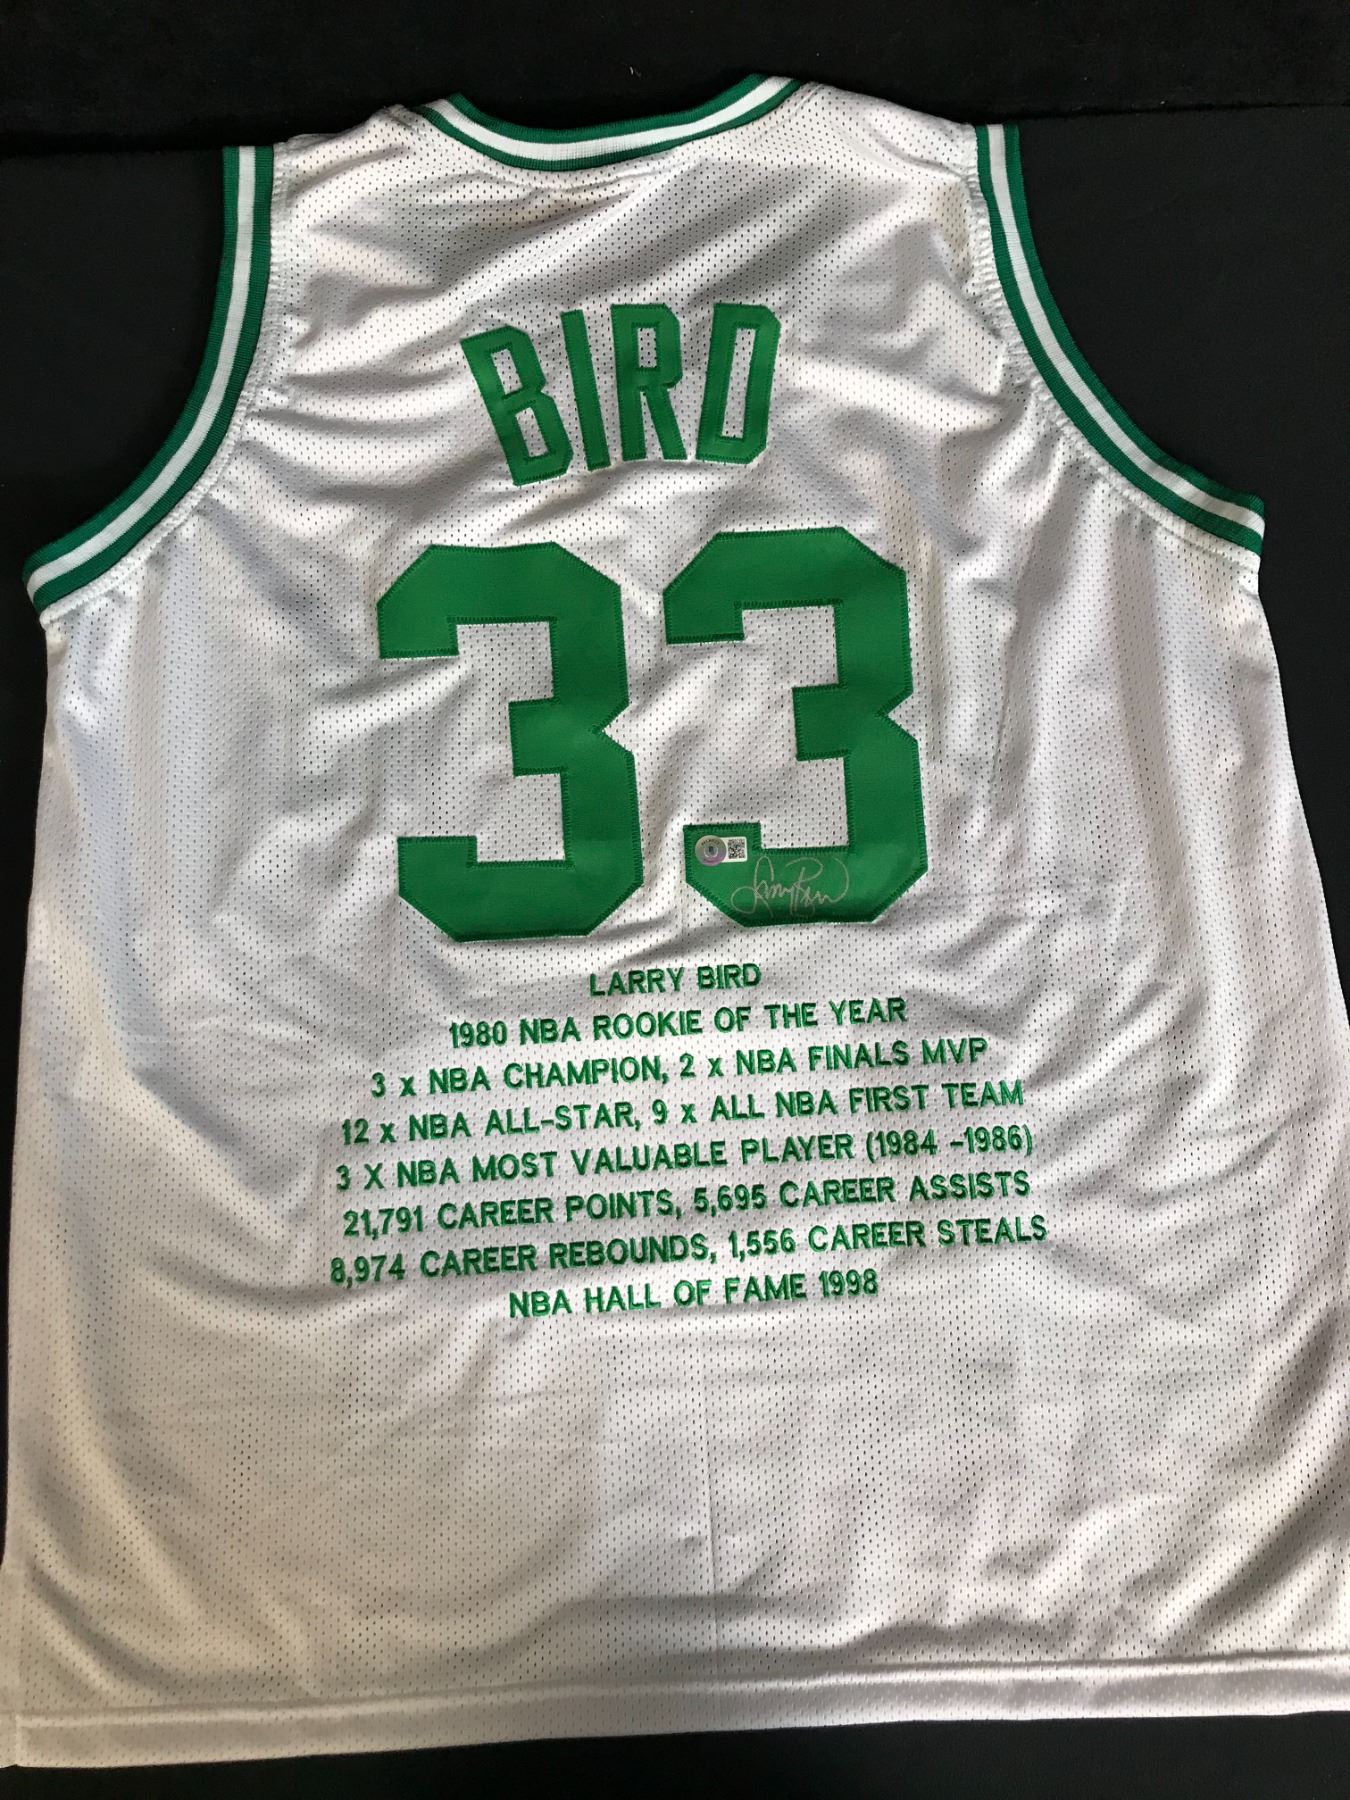 BIRD
33
Larry Bird
LARRY BIRD
1980 NBA ROOKIE OF THE YEAR
3 x NBA CHAMPION, 2 x NBA FINALS MVP
12 x NBA ALL-STAR, 9 x ALL NBA FIRST TEAM
3 X NBA MOST VALUABLE PLAYER (1984 -1986)
21,791 CAREER POINTS, 5,695 CAREER ASSISTS
8,974 CAREER REBOUNDS, 1,556 CAREER STEALS
NBA HALL OF FAME 1998